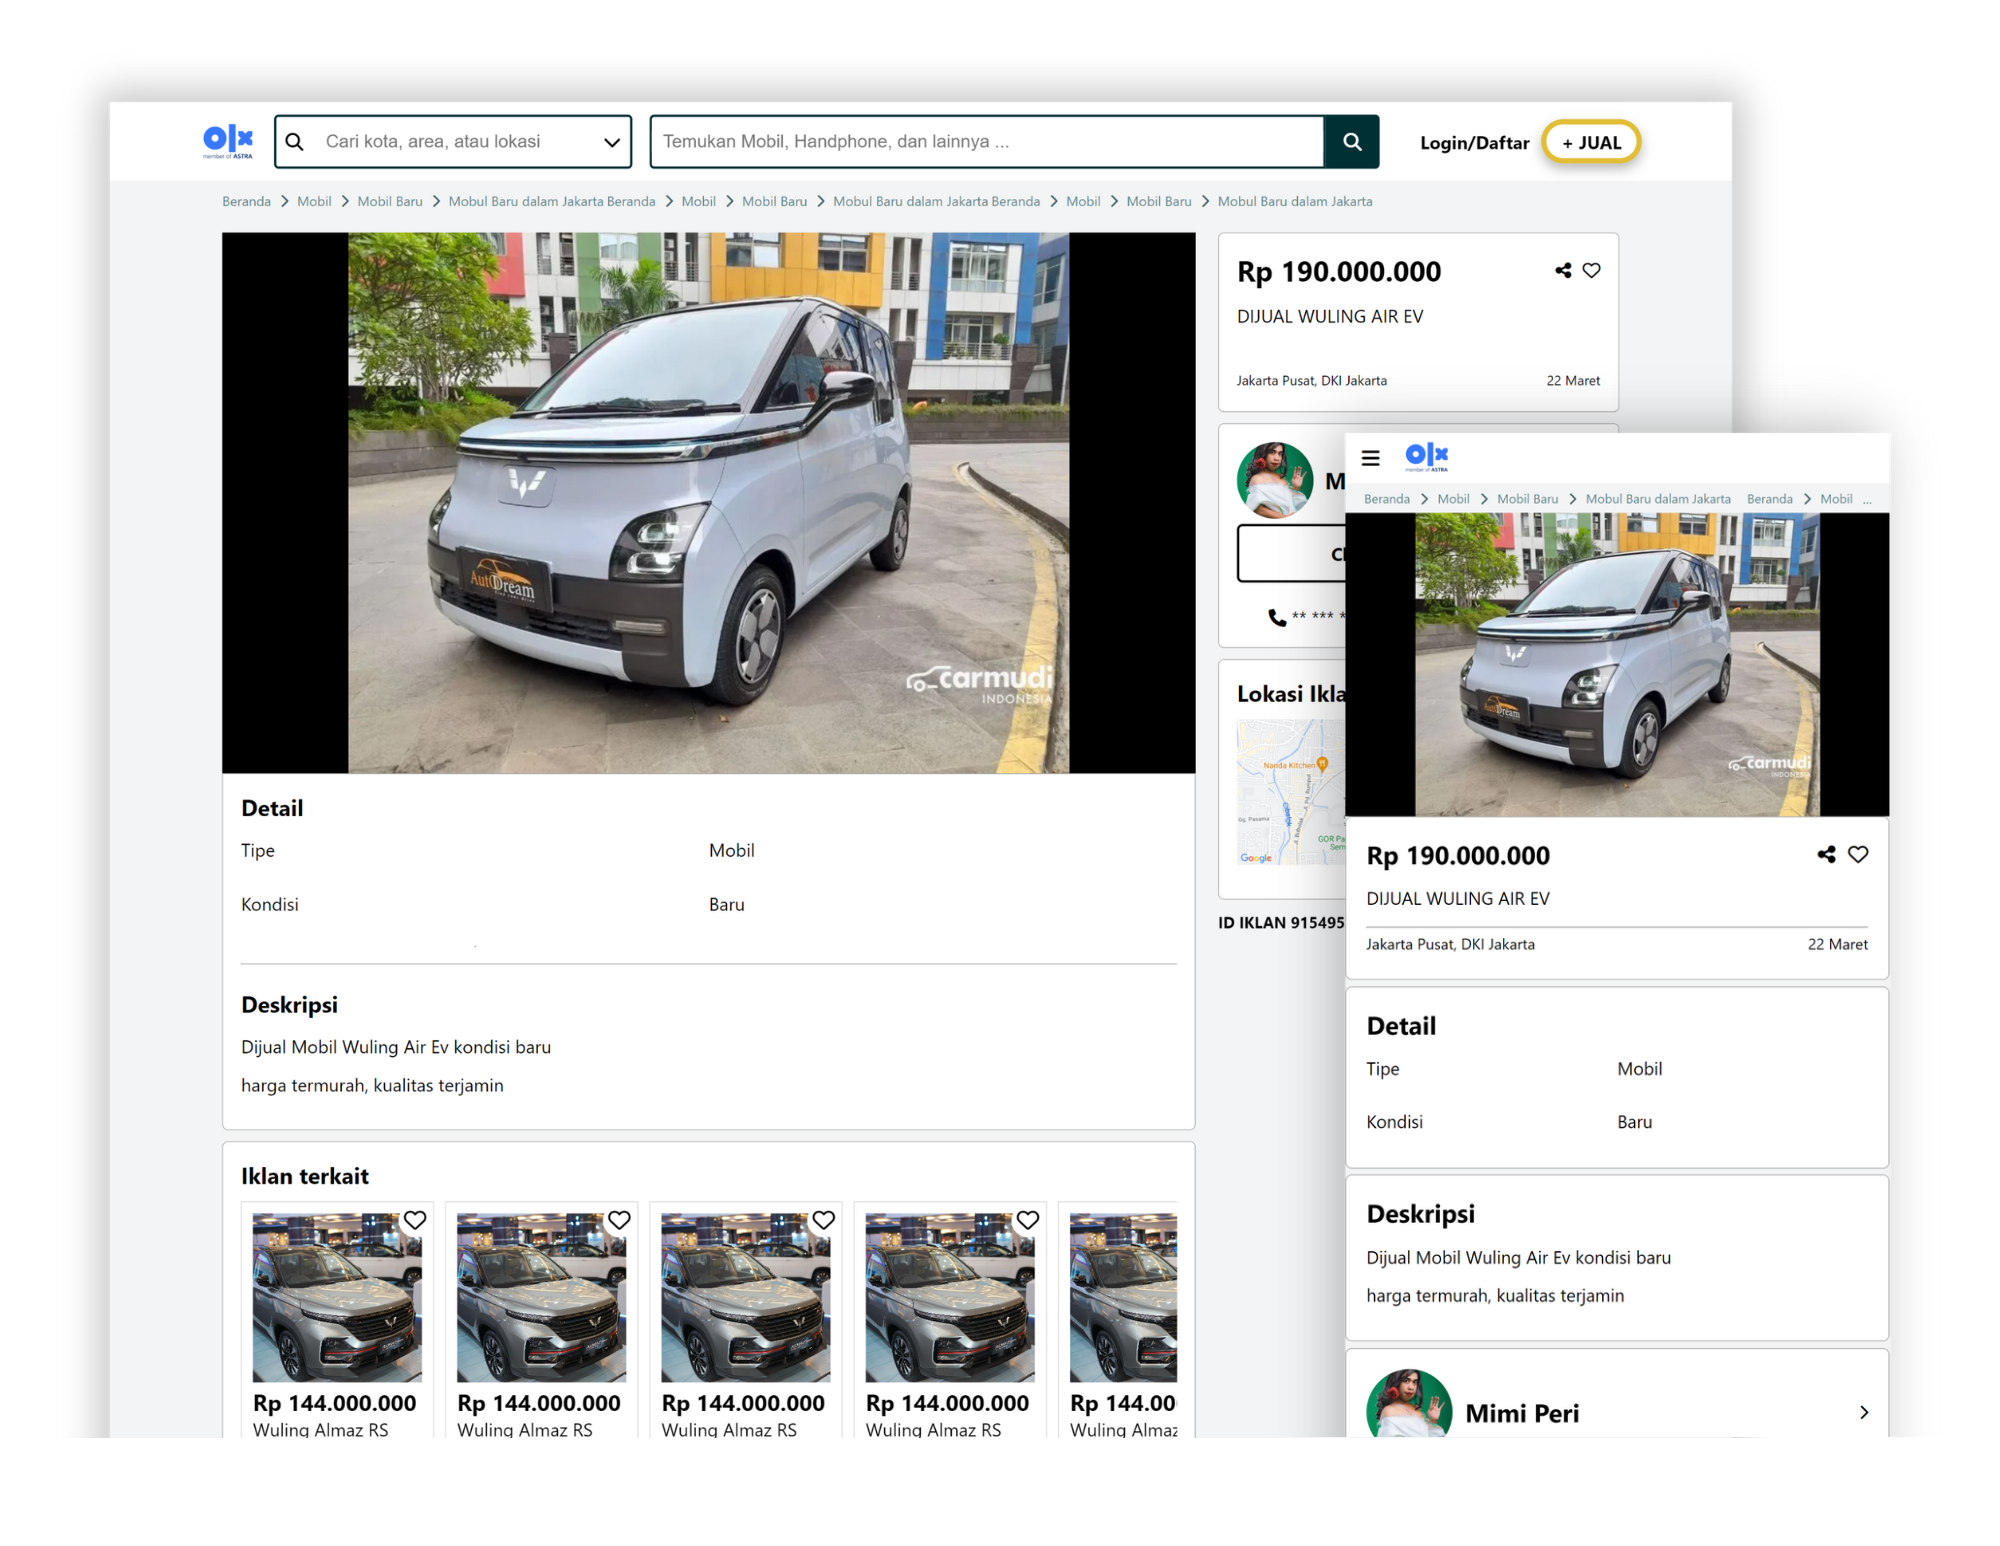 olx
member of ASTRA
Cari kota, area, atau lokasi
Temukan Mobil, Handphone, dan lainnya ...
Login/Daftar
+ JUAL
Beranda > Mobil > Mobil Baru > Mobul Baru dalam Jakarta Beranda > Mobil > Mobil Baru > Mobul Baru dalam Jakarta Beranda > Mobil > Mobil Baru > Mobul Baru dalam Jakarta
AutoDream
carmudi
INDONESIA
Detail
Tipe Mobil
Kondisi Baru
Deskripsi
Dijual Mobil Wuling Air Ev kondisi baru
harga termurah, kualitas terjamin
Iklan terkait
Rp 144.000.000
Wuling Almaz RS
Rp 144.000.000
Wuling Almaz RS
Rp 144.000.000
Wuling Almaz RS
Rp 144.000.000
Wuling Almaz RS
Rp 144.00
Wuling Almaz
Rp 190.000.000
DIJUAL WULING AIR EV
Jakarta Pusat, DKI Jakarta 22 Maret
M
** *** *
Lokasi Ikla
Nanda Kitchen
Google
ID IKLAN 915495
olx
member of ASTRA
Beranda > Mobil > Mobil Baru > Mobul Baru dalam Jakarta Beranda > Mobil ...
AutoDream
carmudi
INDONESIA
Rp 190.000.000
DIJUAL WULING AIR EV
Jakarta Pusat, DKI Jakarta 22 Maret
Detail
Tipe Mobil
Kondisi Baru
Deskripsi
Dijual Mobil Wuling Air Ev kondisi baru
harga termurah, kualitas terjamin
Mimi Peri